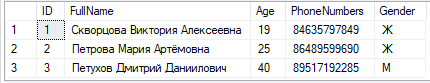 ID FullName Age PhoneNumbers Gender
1 1 Скворцова Виктория Алексеевна 19 84635797849 Ж
2 2 Петрова Мария Артёмовна 25 86489599690 Ж
3 3 Петухов Дмитрий Даниилович 40 89517192285 М